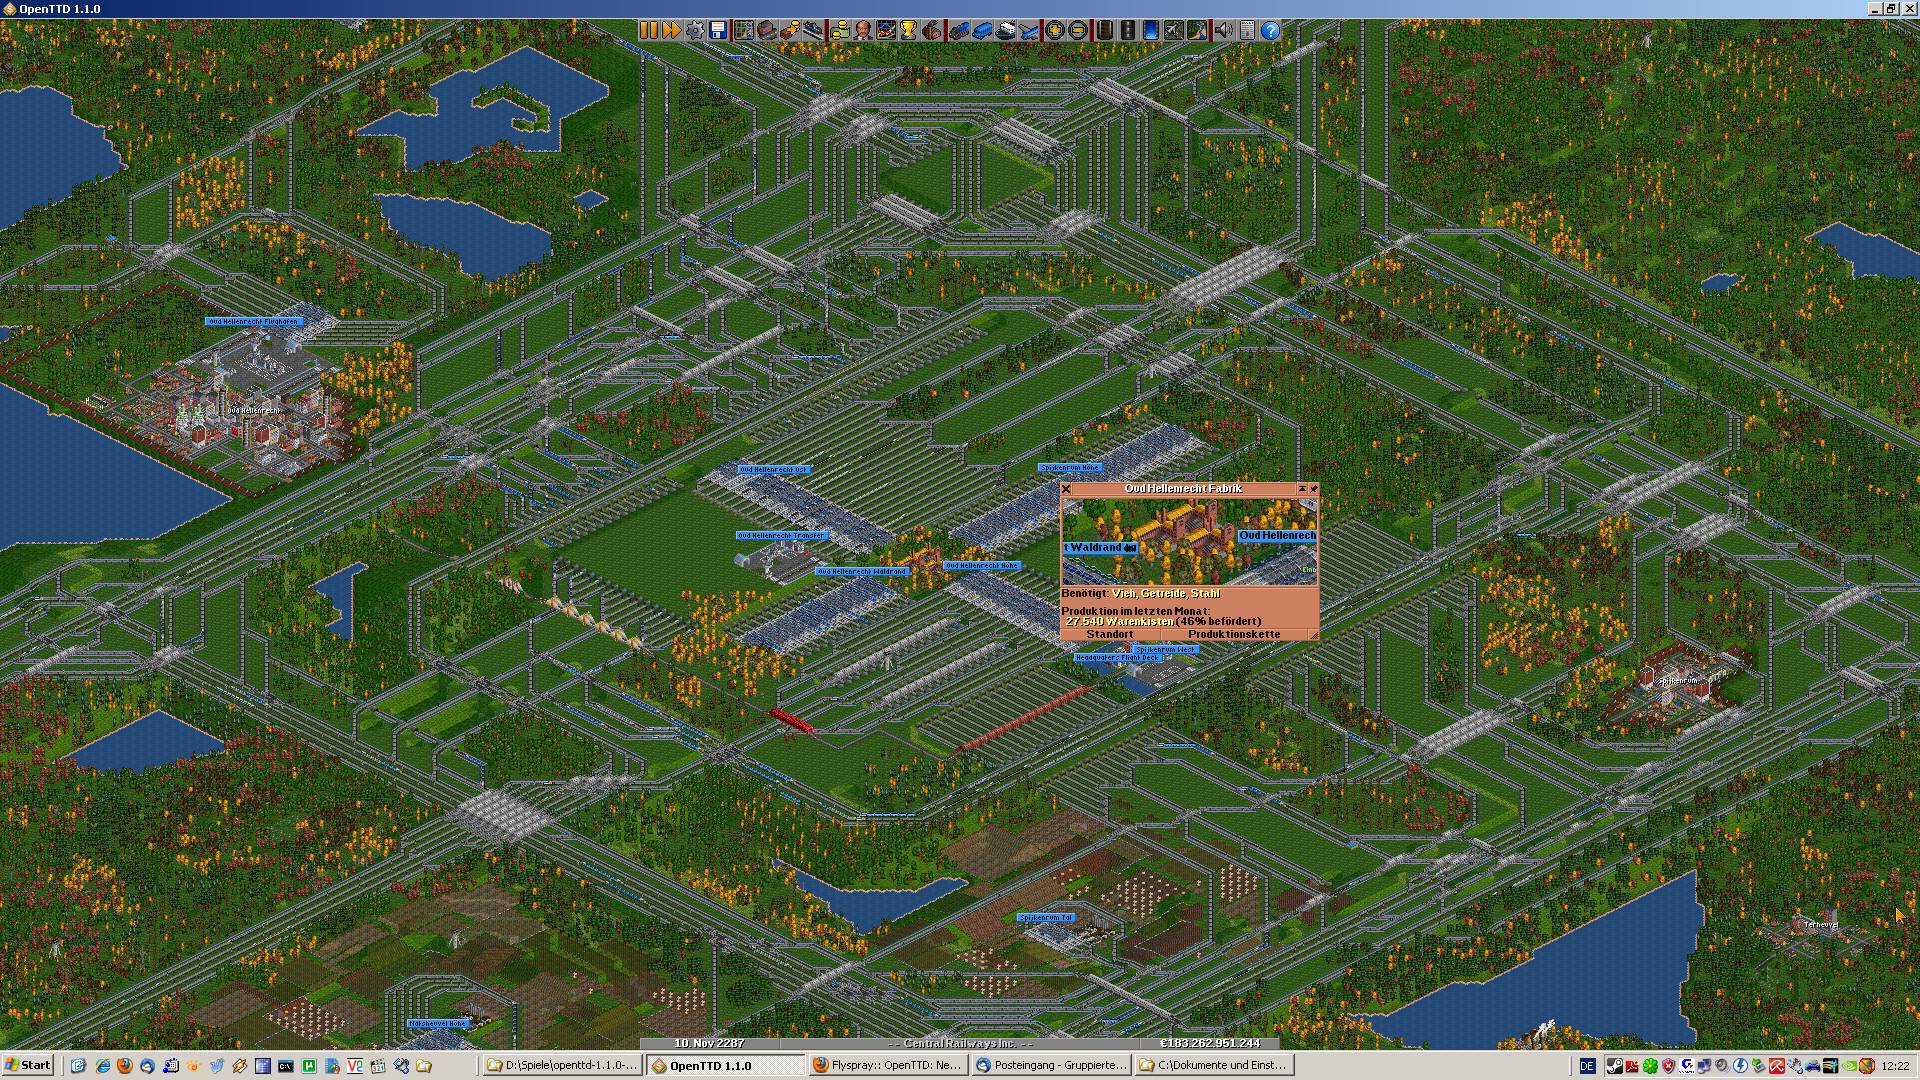 OpenTTD 1.1.0
Oud Hellenrecht Flughafen
Oud Hellenrecht
Oud Hellenrecht Ost
Spijkenrum Höhe
Oud Hellenrecht Fabrik
Oud Hellenrecht Transfer
Oud Hellenrech
t Waldrand
Oud Hellenrecht Waldrand
Oud Hellenrecht Höhe
Eino
Benötigt: Vieh, Getreide, Stahl
Produktion im letzten Monat:
27.540 Warenkisten (46% befördert)
Standort
Produktionskette
Spijkenrum West
Headquaters Flight Deck
Spijkenrum
Spijkenrum Tal
Terheuvel
10. Nov 2287
-- Central Railways Inc. --
€183.262.951.244
Start
D:\Spiele\openttd-1.1.0-...
OpenTTD 1.1.0
Flyspray:: OpenTTD: Ne...
Posteingang - Gruppierte...
C:\Dokumente und Einst...
DE
12:22